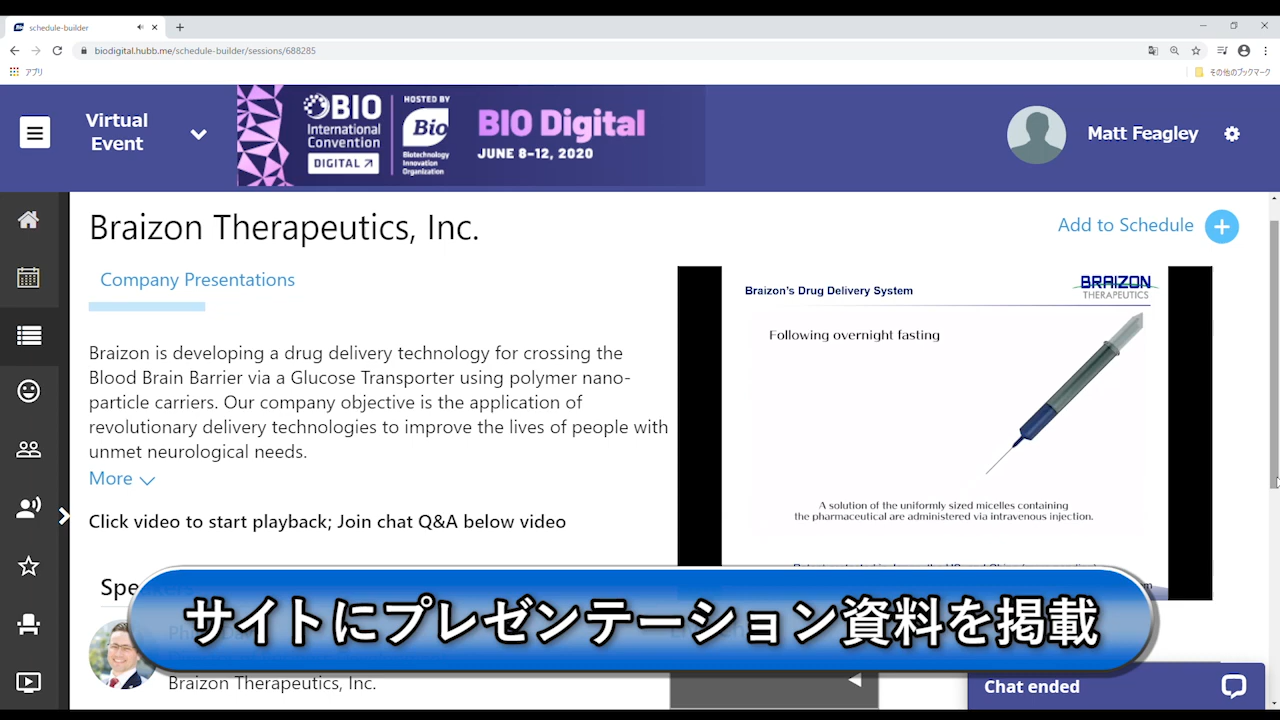 schedule-builder
biodigital.hubb.me/schedule-builder/sessions/688285
アプリ
その他のブックマーク
Virtual
Event
BIO
International
Convention
DIGITAL
HOSTED BY
Bio
Biotechnology
Innovation
Organization
BIO Digital
JUNE 8-12, 2020
Matt Feagley
Braizon Therapeutics, Inc.
Add to Schedule
Company Presentations
Braizon is developing a drug delivery technology for crossing the
Blood Brain Barrier via a Glucose Transporter using polymer nano-
particle carriers. Our company objective is the application of
revolutionary delivery technologies to improve the lives of people with
unmet neurological needs.
More
Click video to start playback; Join chat Q&A below video
Braizon's Drug Delivery System
BRAIZON
THERAPEUTICS
Following overnight fasting
A solution of the uniformly sized micelles containing
the pharmaceutical are administered via intravenous injection.
サイトにプレゼンテーション資料を掲載
Braizon Therapeutics, Inc.
Chat ended